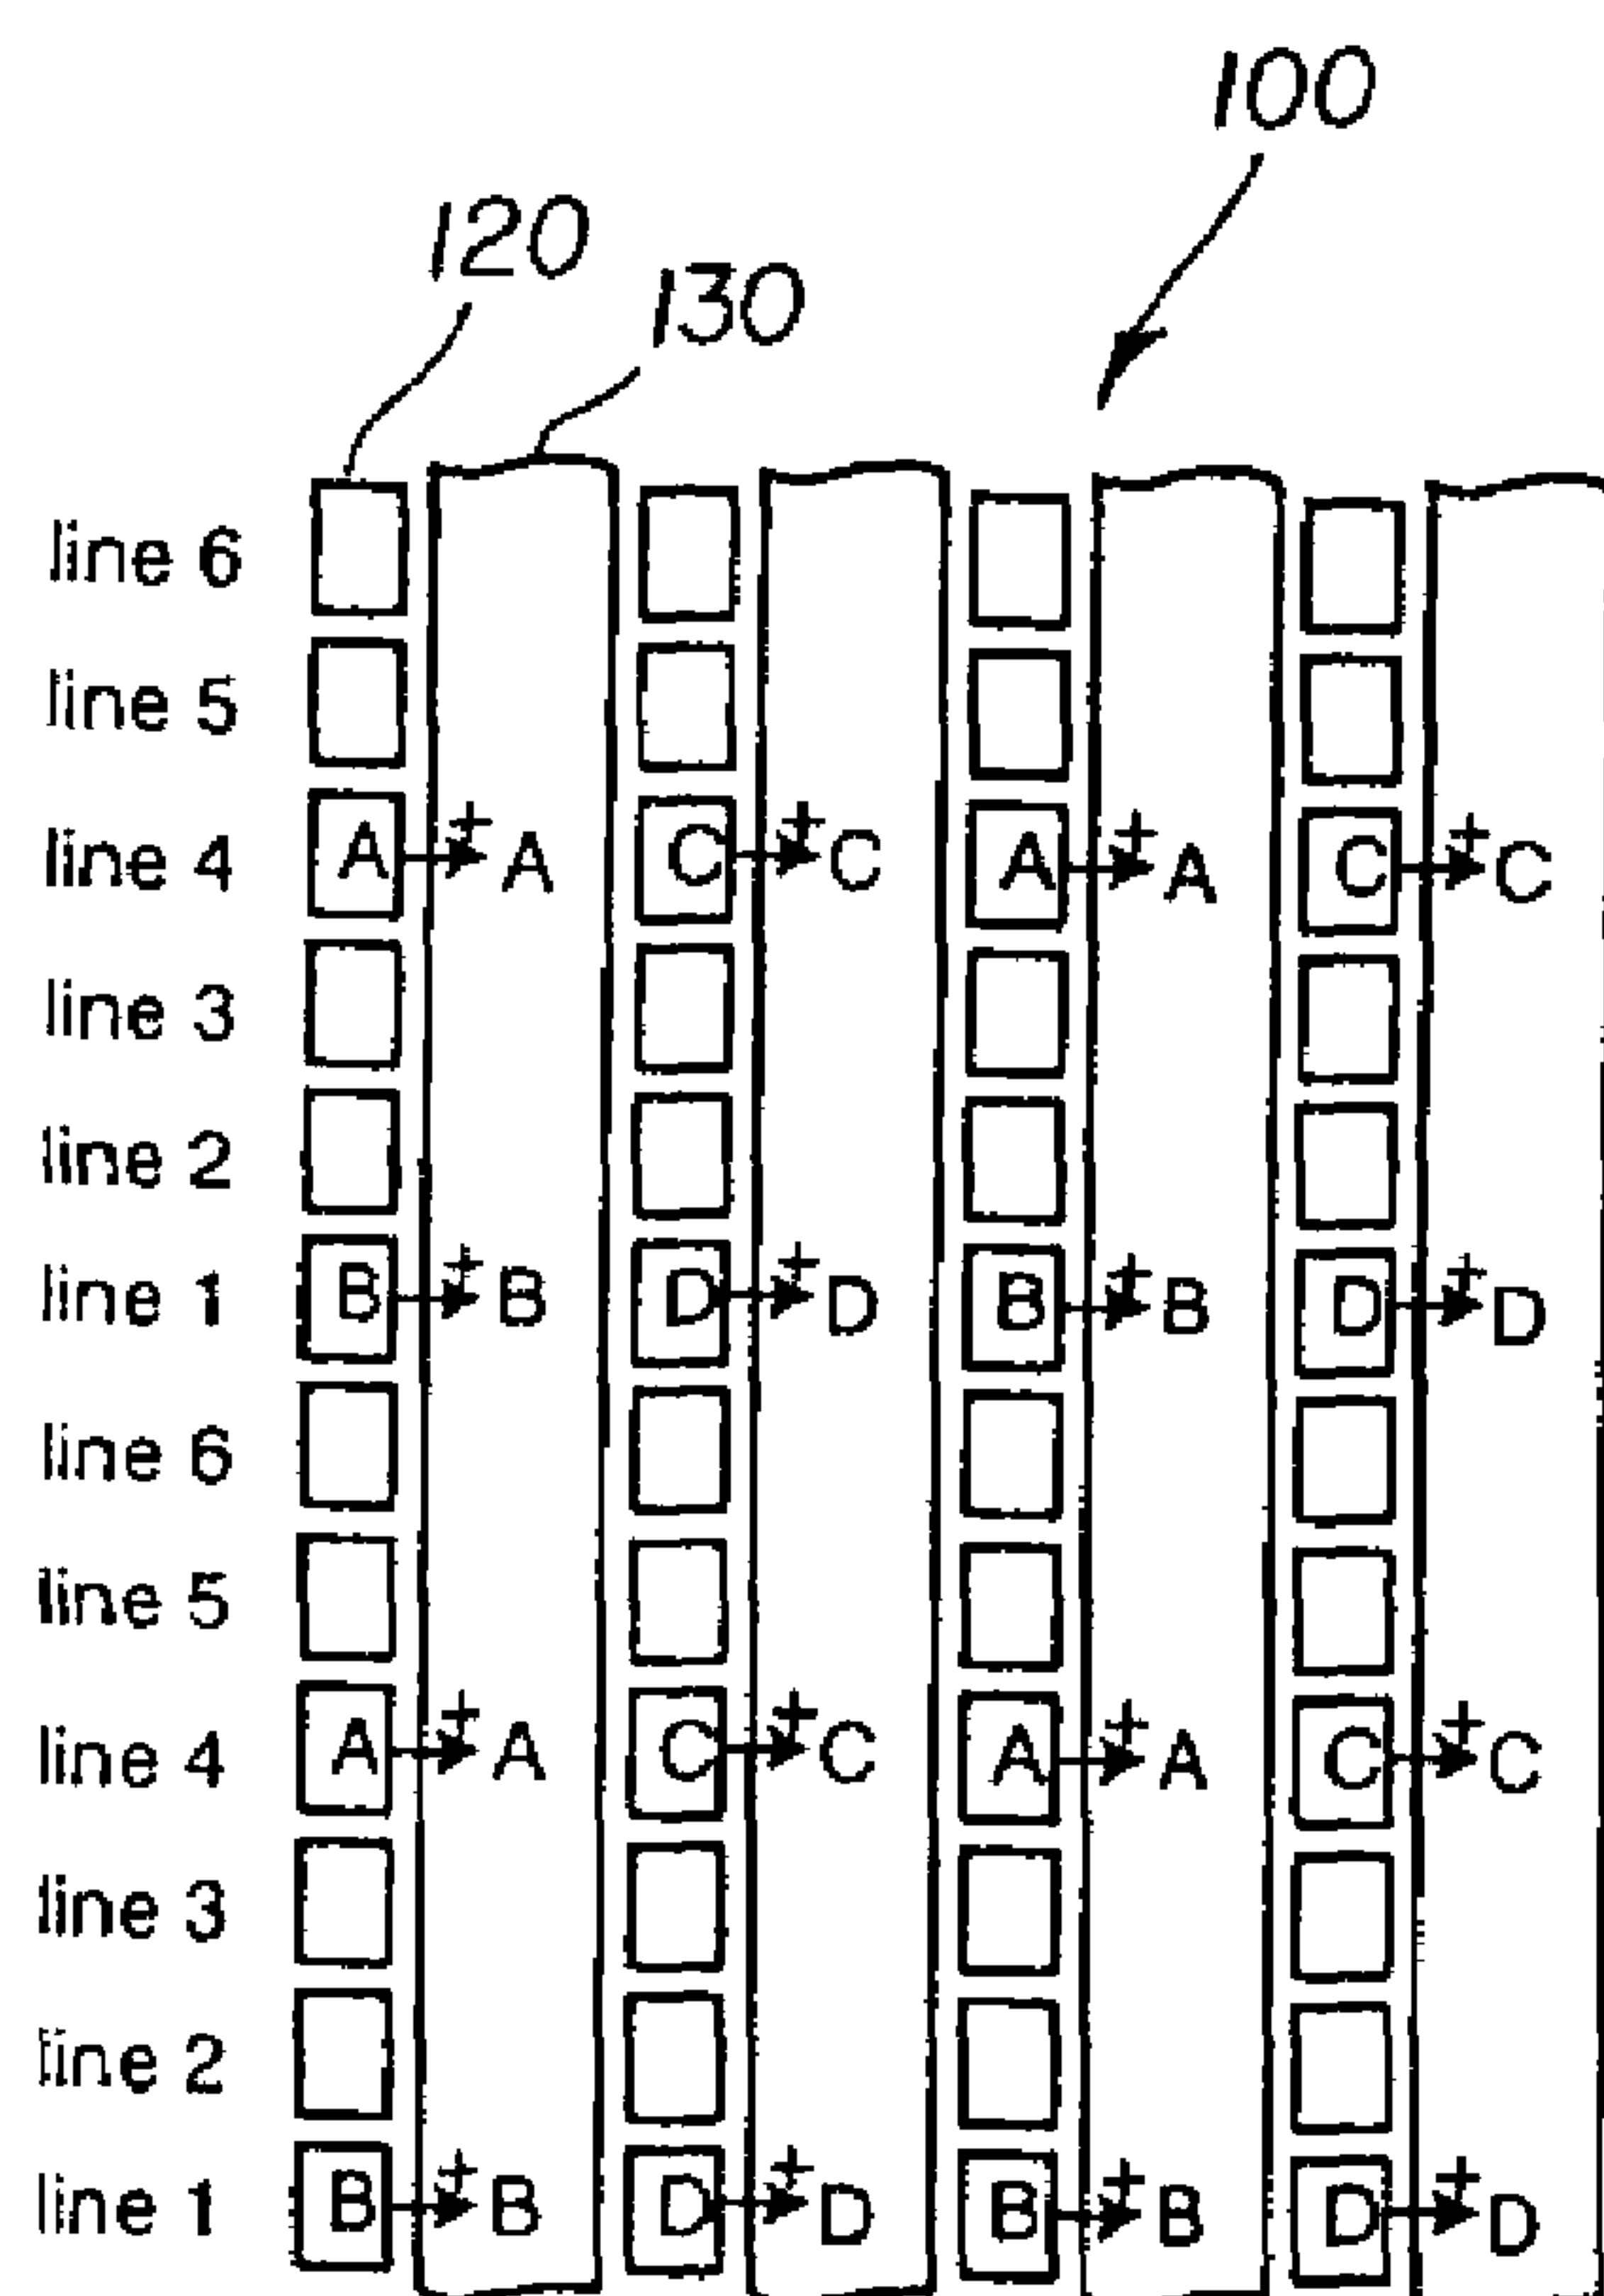 100
120
130
line 6
line 5
line 4 A + A C + C A + A C + C
line 3
line 2
line 1 B + B D + D B + B D + D
line 6
line 5
line 4 A + A C + C A + A C + C
line 3
line 2
line 1 B + B D + D B + B D + D